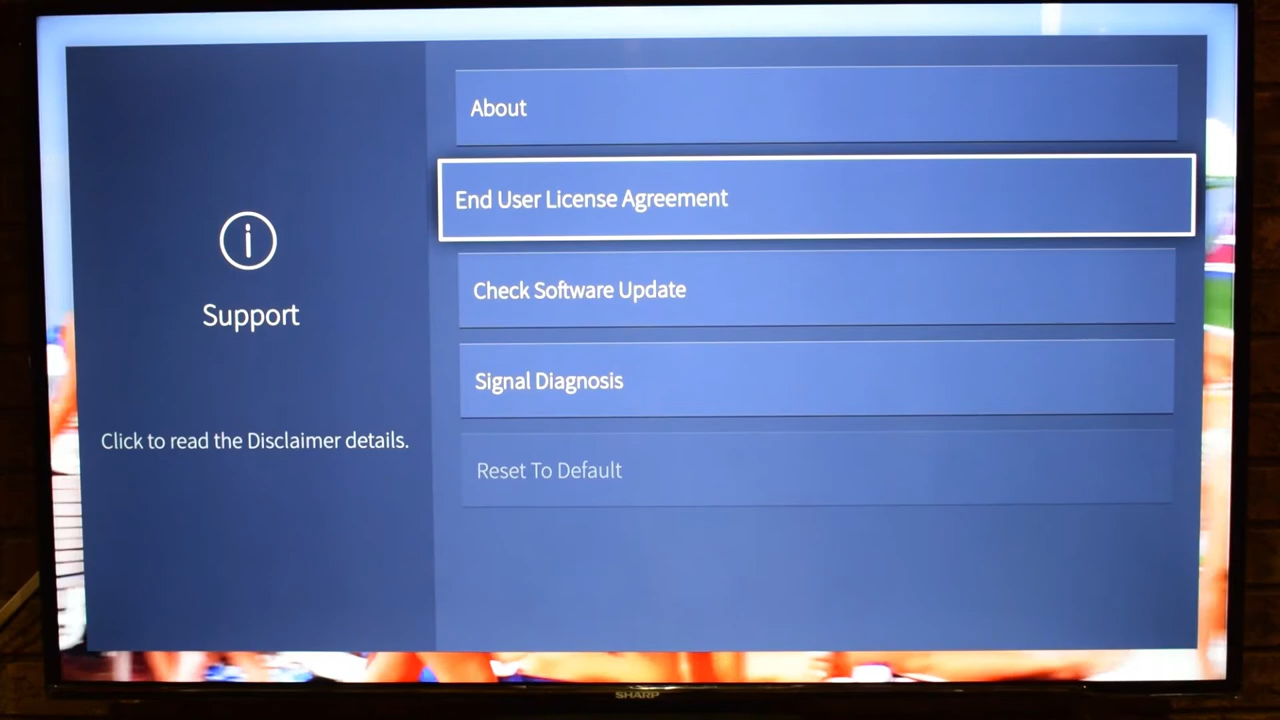 About
End User License Agreement
Check Software Update
Support
Signal Diagnosis
Click to read the Disclaimer details.
Reset To Default
SHARP